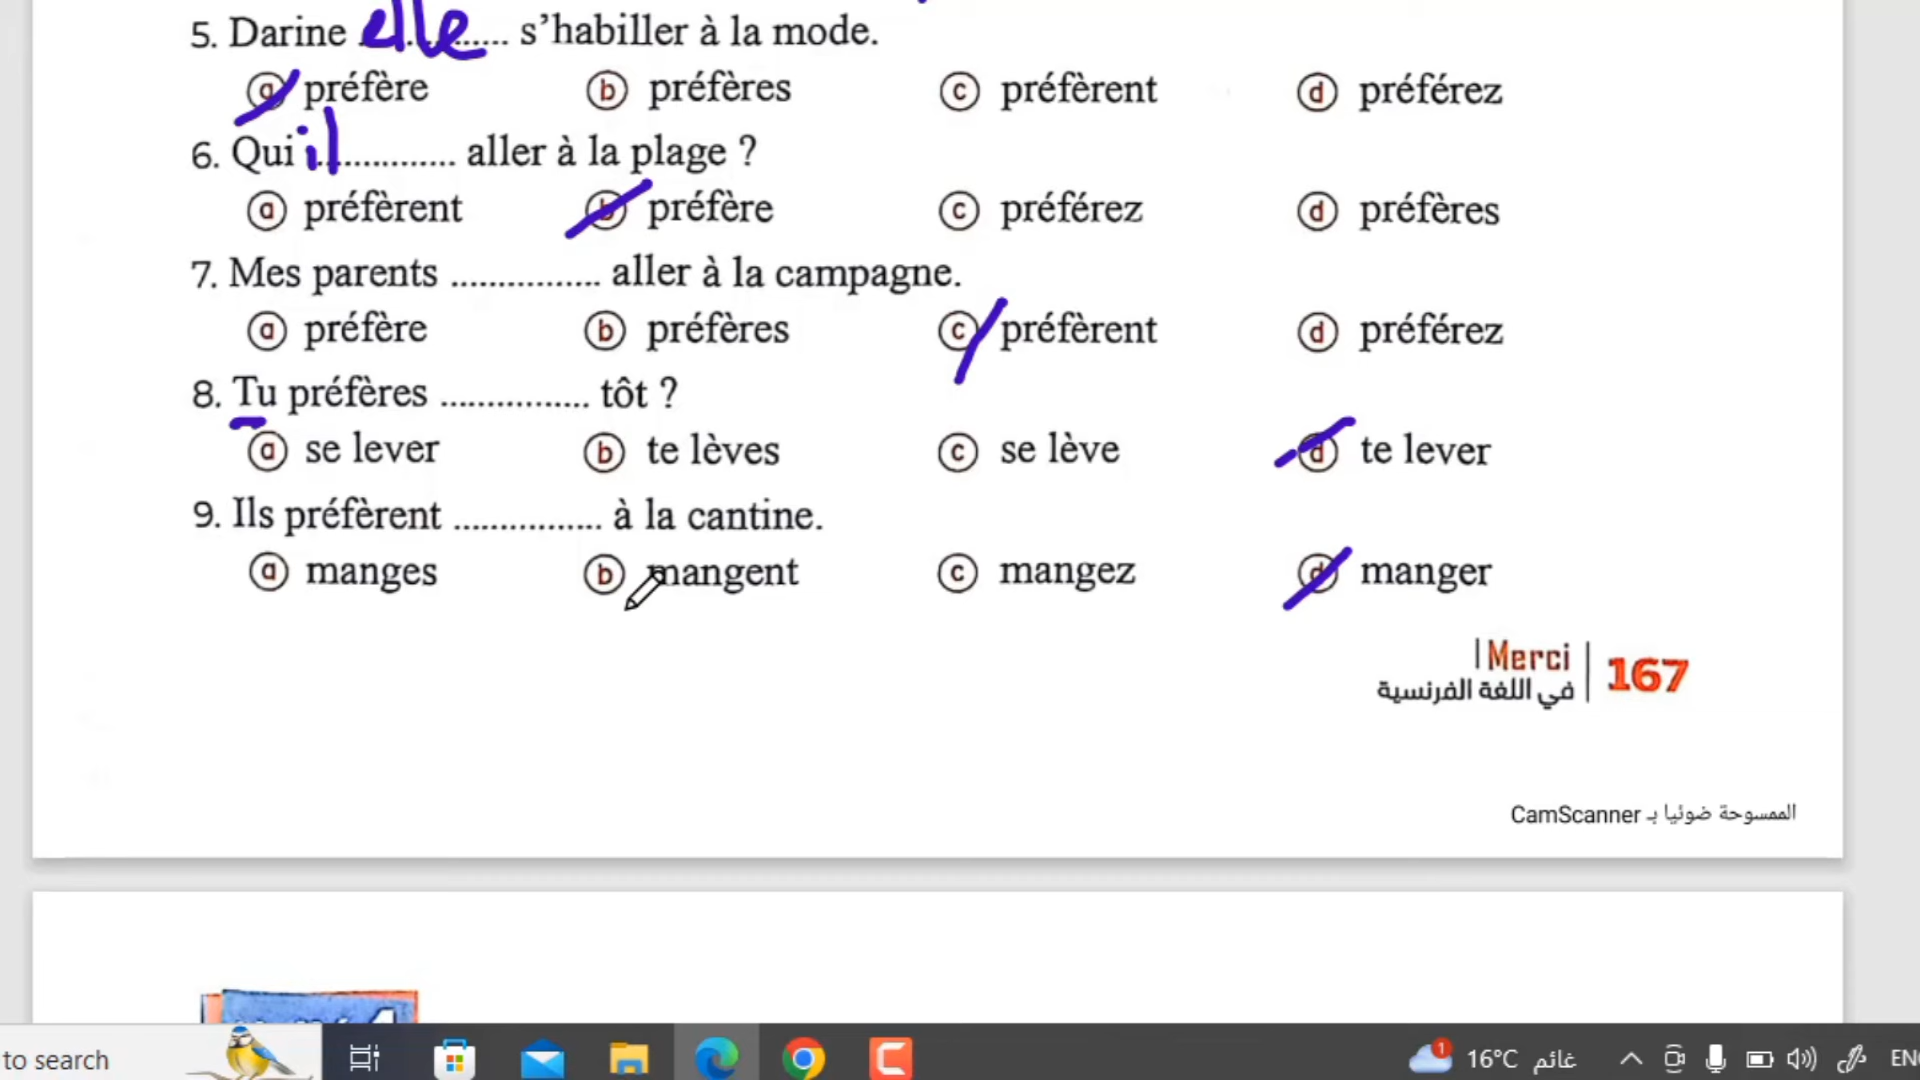 5. Darine elle ............... s’habiller à la mode.
ⓐ préfère ⓑ préfères ⓒ préfèrent ⓓ préférez
6. Qui il ............... aller à la plage ?
ⓐ préfèrent ⓑ préfère ⓒ préférez ⓓ préfères
7. Mes parents ............... aller à la campagne.
ⓐ préfère ⓑ préfères ⓒ préfèrent ⓓ préférez
8. Tu préfères ............... tôt ?
ⓐ se lever ⓑ te lèves ⓒ se lève ⓓ te lever
9. Ils préfèrent ............... à la cantine.
ⓐ manges ⓑ mangent ⓒ mangez ⓓ manger
Merci 167
في اللغة الفرنسية
الممسوحة ضوئيا بـ CamScanner
to search 1 16°C غائم